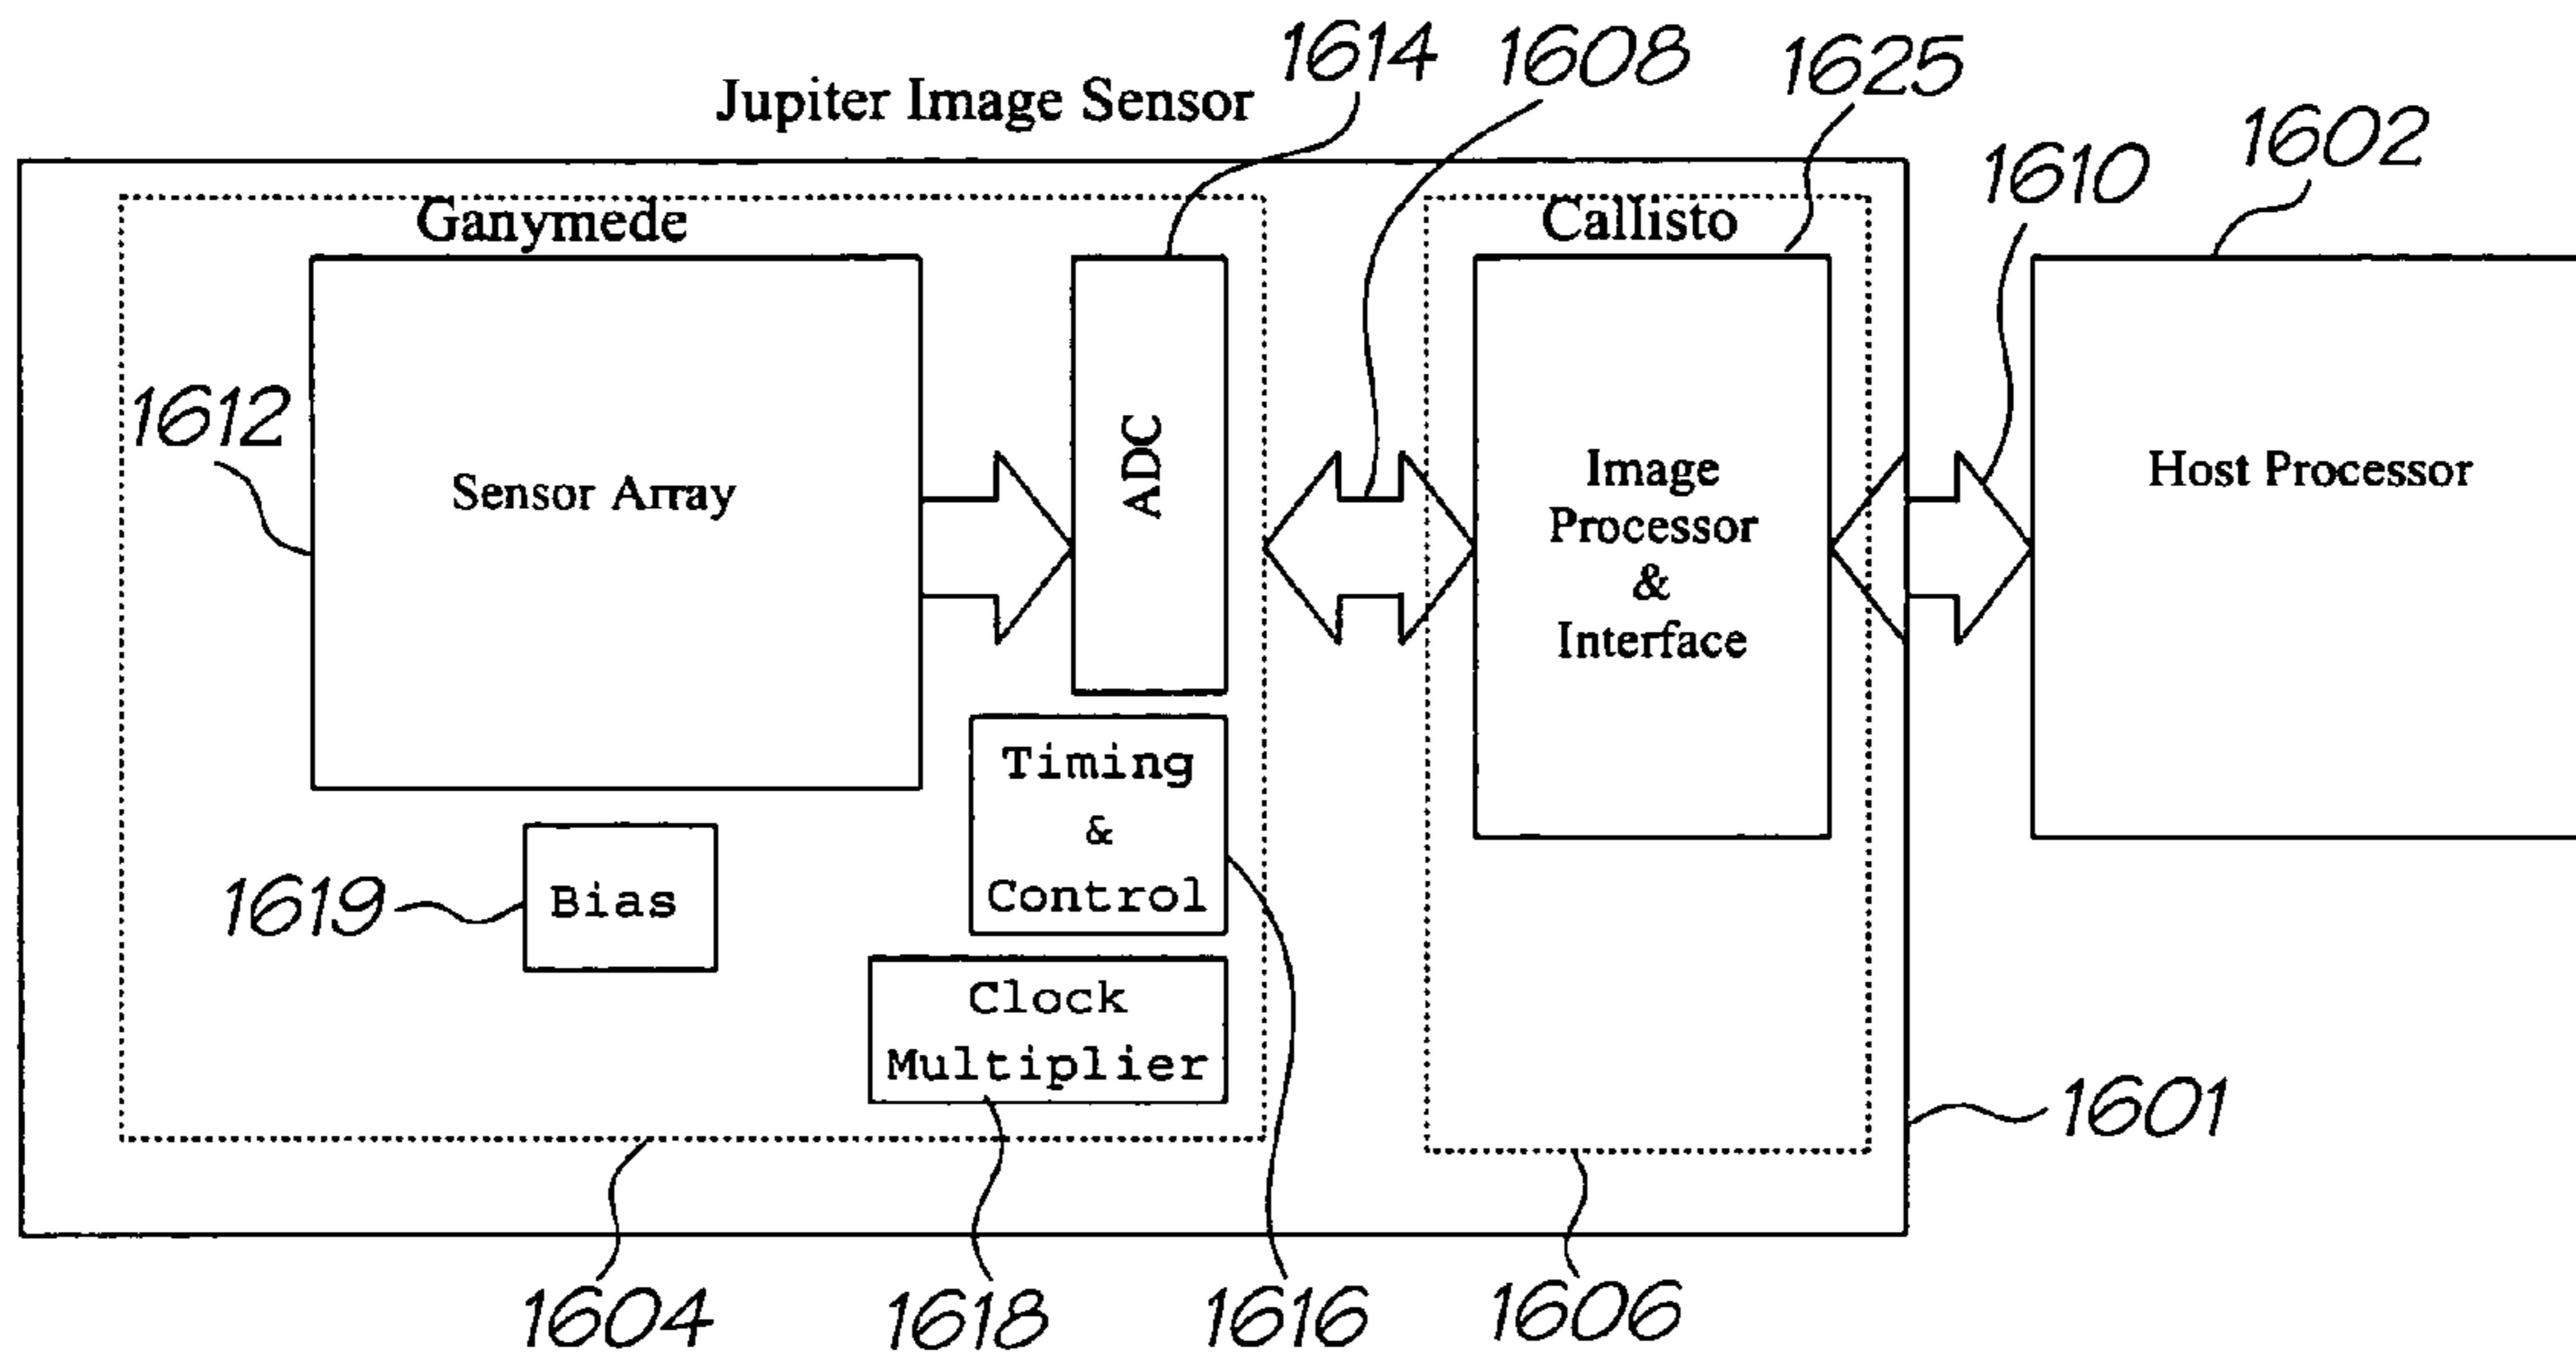 Jupiter Image Sensor
1614
1608
1625
1602
1610
Ganymede
Callisto
1612
Sensor Array
ADC
Image
Processor
&
Interface
Host Processor
Timing
&
Control
1619
Bias
Clock
Multiplier
1601
1604
1618
1616
1606